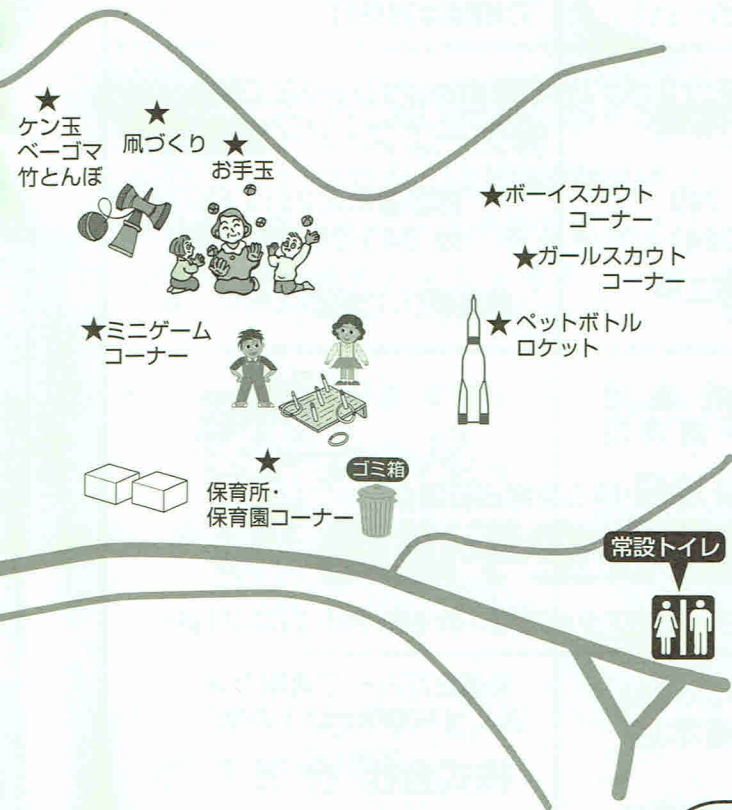 ★
ケン玉
ベーゴマ
竹とんぼ
★
凧づくり
★
お手玉
★ボーイスカウト
コーナー
★ガールスカウト
コーナー
★ミニゲーム
コーナー
★ペットボトル
ロケット
★
保育所・
保育園コーナー
ゴミ箱
常設トイレ